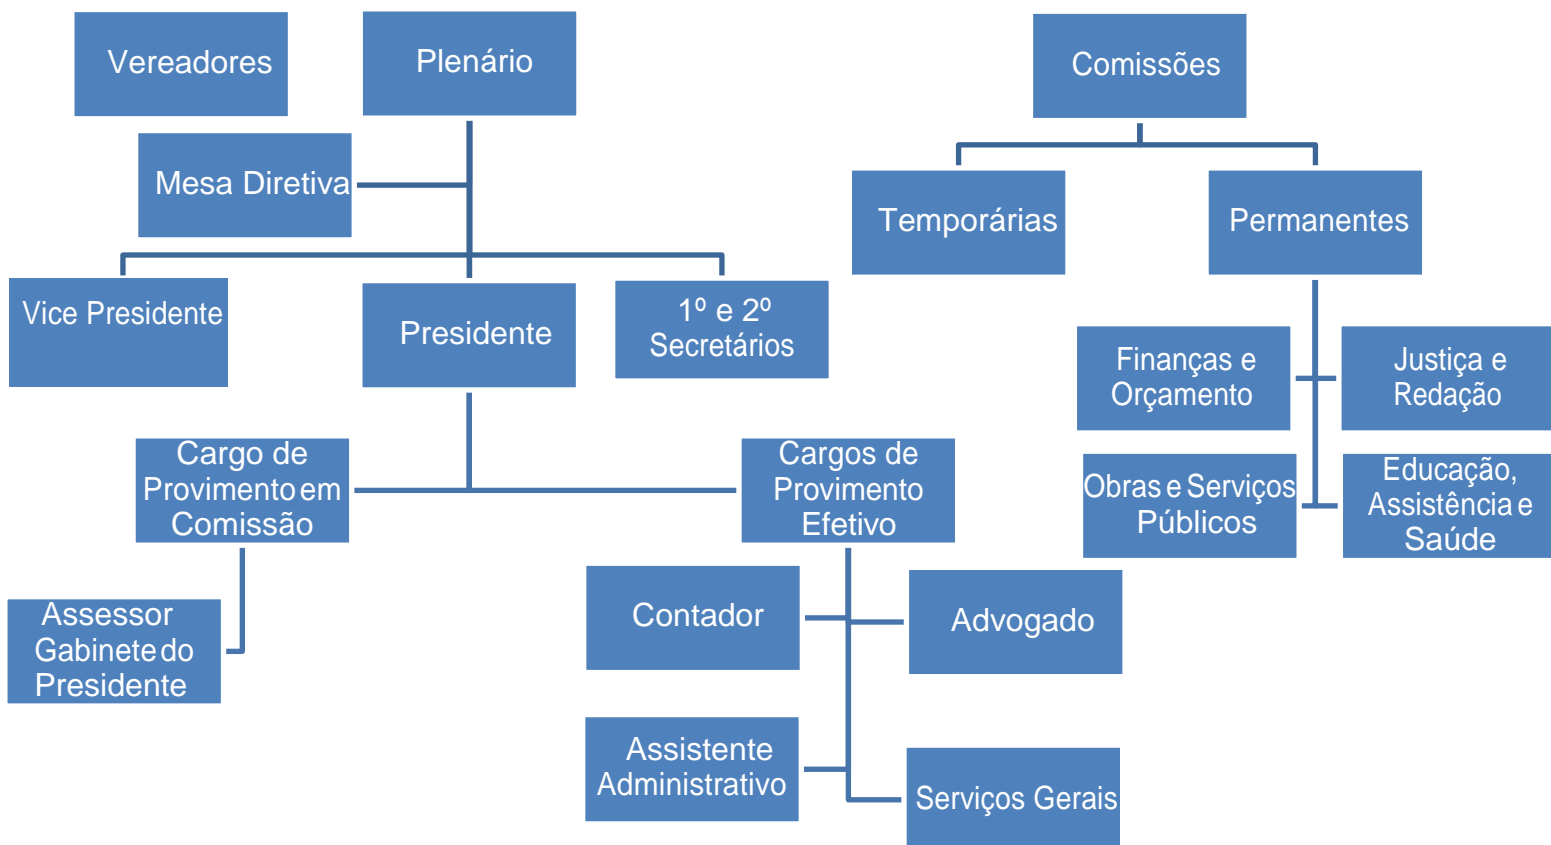 Vereadores
Plenário
Comissões
Mesa Diretiva
Temporárias
Permanentes
Vice Presidente
Presidente
1º e 2º
Secretários
Finanças e
Orçamento
Justiça e
Redação
Cargo de
Provimento em
Comissão
Cargos de
Provimento
Efetivo
Obras e Serviços
Públicos
Educação,
Assistência e
Saúde
Assessor
Gabinete do
Presidente
Contador
Advogado
Assistente
Administrativo
Serviços Gerais